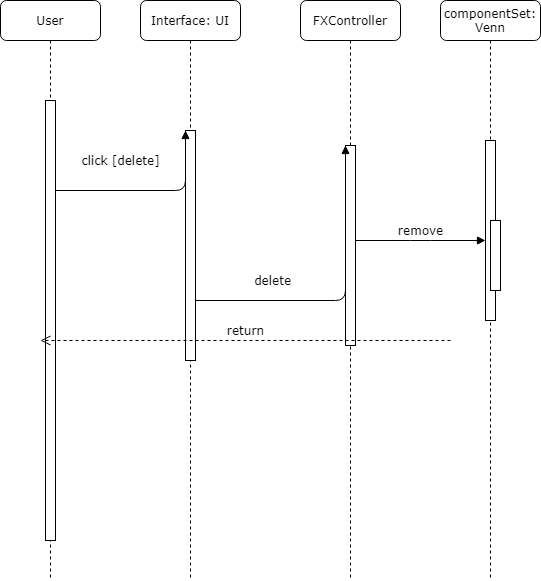 User
Interface: UI
FXController
componentSet:
Venn
click [delete]
remove
delete
return